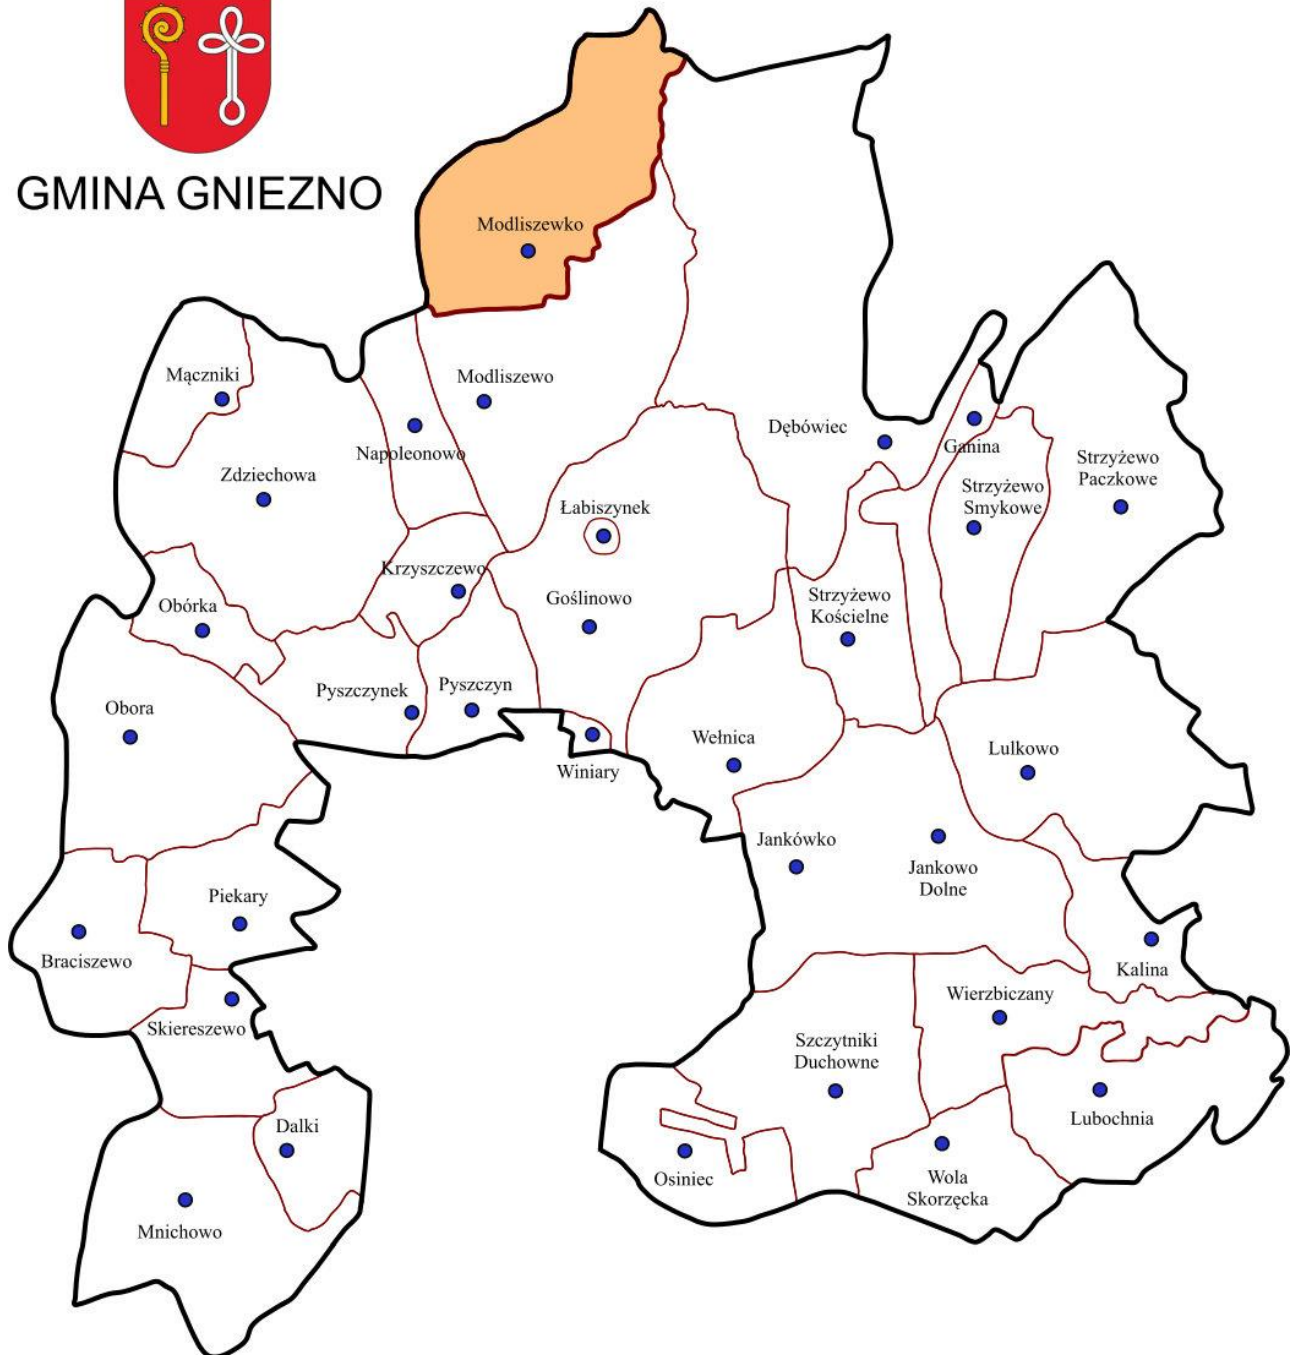 GMINA GNIEZNO
Modliszewko
Mączniki
Modliszewo
Dębówiec
Napoleonowo
Ganina
Zdziechowa
Strzyżewo
Paczkowe
Strzyżewo
Smykowe
Łabiszynek
Krzyszczewo
Obórka
Goślinowo
Strzyżewo
Kościelne
Pyszczynek
Pyszczyn
Obora
Wełnica
Lulkowo
Winiary
Jankówko
Jankowo
Dolne
Piekary
Braciszewo
Kalina
Wierzbiczany
Skiereszewo
Szczytniki
Duchowne
Lubochnia
Dalki
Osiniec
Wola
Skorzęcka
Mnichowo